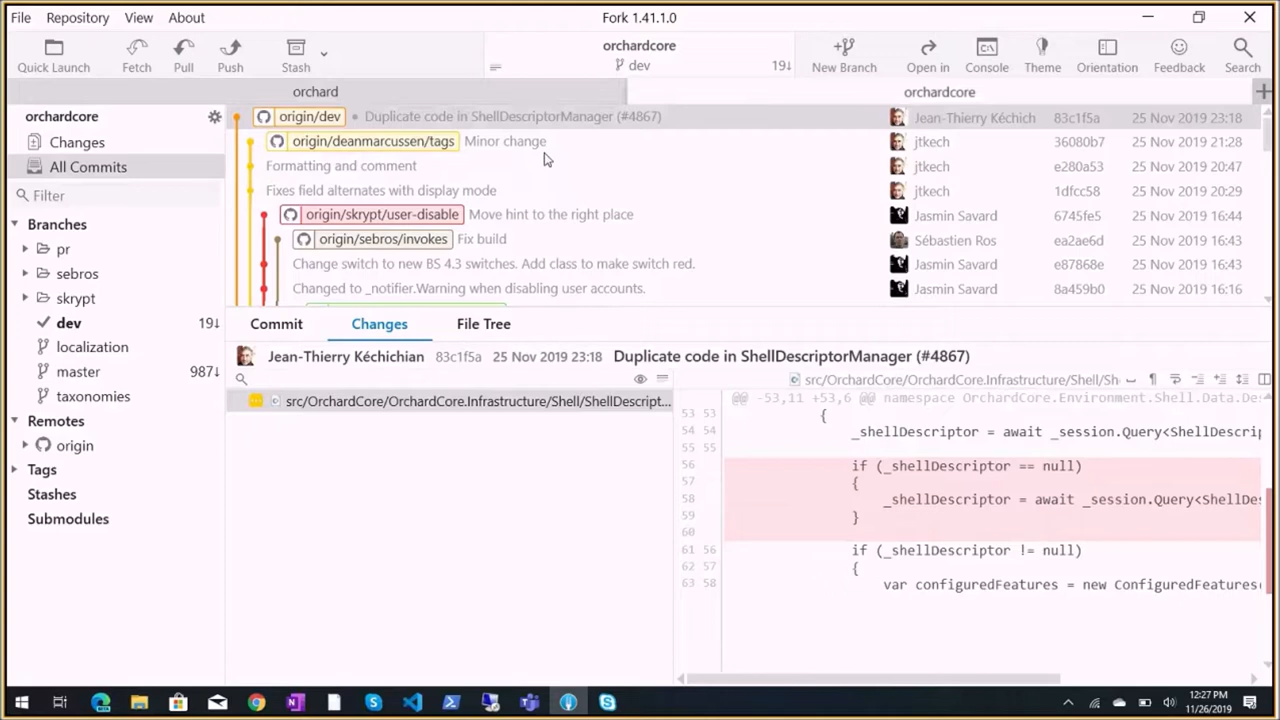 File Repository View About Fork 1.41.1.0
Quick Launch Fetch Pull Push Stash orchardcore dev 19↓ New Branch Open in Console Theme Orientation Feedback Search
orchard orchardcore
orchardcore
Changes
All Commits
Filter
Branches
pr
sebros
skrypt
dev 19↓
localization
master 987↓
taxonomies
Remotes
origin
Tags
Stashes
Submodules
origin/dev Duplicate code in ShellDescriptorManager (#4867) Jean-Thierry Kéchich 83c1f5a 25 Nov 2019 23:18
origin/deanmarcussen/tags Minor change jtkech 36080b7 25 Nov 2019 21:28
Formatting and comment jtkech e280a53 25 Nov 2019 20:47
Fixes field alternates with display mode jtkech 1dfcc58 25 Nov 2019 20:29
origin/skrypt/user-disable Move hint to the right place Jasmin Savard 6745fe5 25 Nov 2019 16:44
origin/sebros/invokes Fix build Sébastien Ros ea2ae6d 25 Nov 2019 16:43
Change switch to new BS 4.3 switches. Add class to make switch red. Jasmin Savard e87868e 25 Nov 2019 16:43
Changed to _notifier.Warning when disabling user accounts. Jasmin Savard 8a459b0 25 Nov 2019 16:16
Commit Changes File Tree
Jean-Thierry Kéchichian 83c1f5a 25 Nov 2019 23:18 Duplicate code in ShellDescriptorManager (#4867)
src/OrchardCore/OrchardCore.Infrastructure/Shell/ShellDescript...
src/OrchardCore/OrchardCore.Infrastructure/Shell/Sh
@@ -53,11 +53,6 @@ namespace OrchardCore.Environment.Shell.Data.De
53 53 {
54 54 _shellDescriptor = await _session.Query<ShellDescrip
55 55
56 if (_shellDescriptor == null)
57 {
58 _shellDescriptor = await _session.Query<ShellDes
59 }
60
61 56 if (_shellDescriptor != null)
62 57 {
63 58 var configuredFeatures = new ConfiguredFeatures(
12:27 PM
11/26/2019